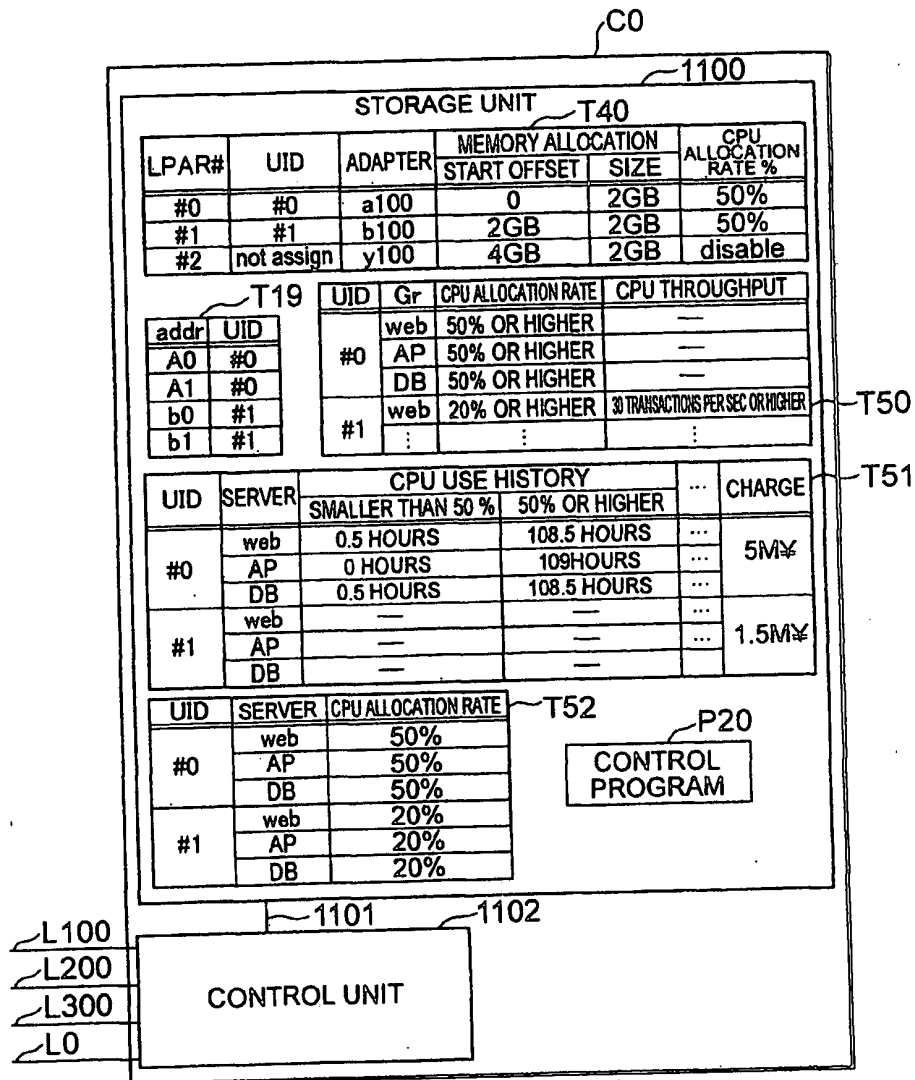 C0
1100
STORAGE UNIT
T40
LPAR# UID ADAPTER MEMORY ALLOCATION CPU ALLOCATION RATE %
START OFFSET SIZE
#0 #0 a100 0 2GB 50%
#1 #1 b100 2GB 2GB 50%
#2 not assign y100 4GB 2GB disable
T19
addr UID
A0 #0
A1 #0
b0 #1
b1 #1
UID Gr CPU ALLOCATION RATE CPU THROUGHPUT
#0 web 50% OR HIGHER —
AP 50% OR HIGHER —
DB 50% OR HIGHER —
#1 web 20% OR HIGHER 30 TRANSACTIONS PER SEC OR HIGHER
⋮ ⋮ ⋮
T50
UID SERVER CPU USE HISTORY ... CHARGE
SMALLER THAN 50 % 50% OR HIGHER
T51
#0 web 0.5 HOURS 108.5 HOURS ... 5M¥
AP 0 HOURS 109HOURS ...
DB 0.5 HOURS 108.5 HOURS ...
#1 web — — ... 1.5M¥
AP — — ...
DB — —
UID SERVER CPU ALLOCATION RATE
T52
#0 web 50%
AP 50%
DB 50%
#1 web 20%
AP 20%
DB 20%
P20
CONTROL
PROGRAM
1101
1102
L100
L200
L300
L0
CONTROL UNIT